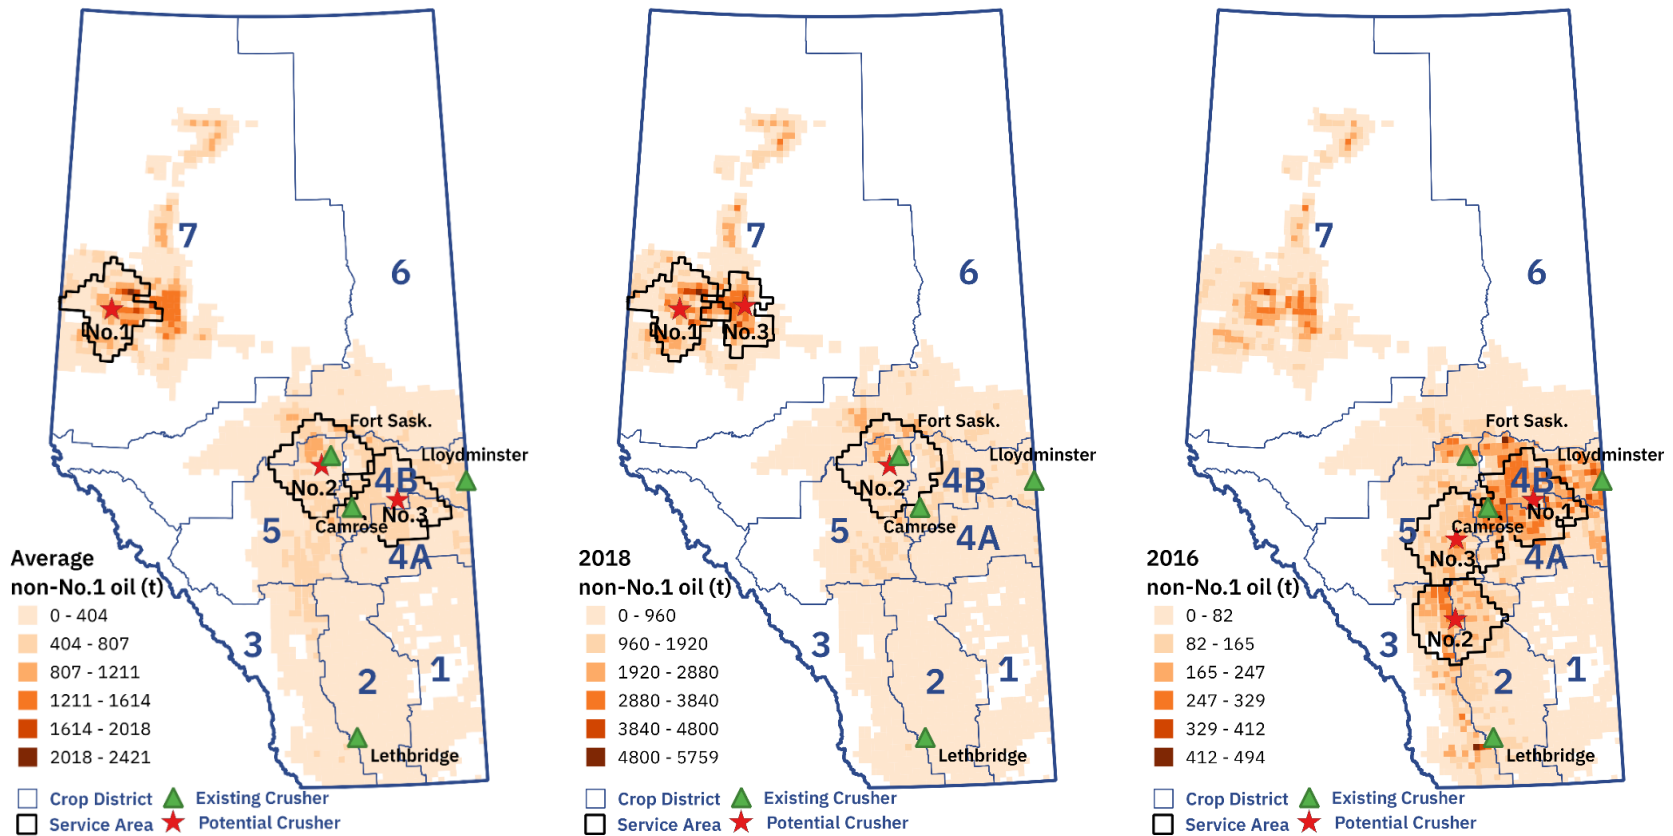 7
6
No.1
Fort Sask.
Lloydminster
4B
No.2
No.3
Camrose
5
4A
Average
non-No.1 oil (t)
0 - 404
404 - 807
807 - 1211
1211 - 1614
1614 - 2018
2018 - 2421
3
2
1
Lethbridge
Crop District
Existing Crusher
Service Area
Potential Crusher
7
6
No.1
No.3
Fort Sask.
Lloydminster
4B
No.2
Camrose
5
4A
2018
non-No.1 oil (t)
0 - 960
960 - 1920
1920 - 2880
2880 - 3840
3840 - 4800
4800 - 5759
3
2
1
Lethbridge
Crop District
Existing Crusher
Service Area
Potential Crusher
7
6
Fort Sask.
Lloydminster
4B
No.1
Camrose
5
No.3
4A
2016
non-No.1 oil (t)
0 - 82
82 - 165
165 - 247
247 - 329
329 - 412
412 - 494
No.2
3
2
1
Lethbridge
Crop District
Existing Crusher
Service Area
Potential Crusher